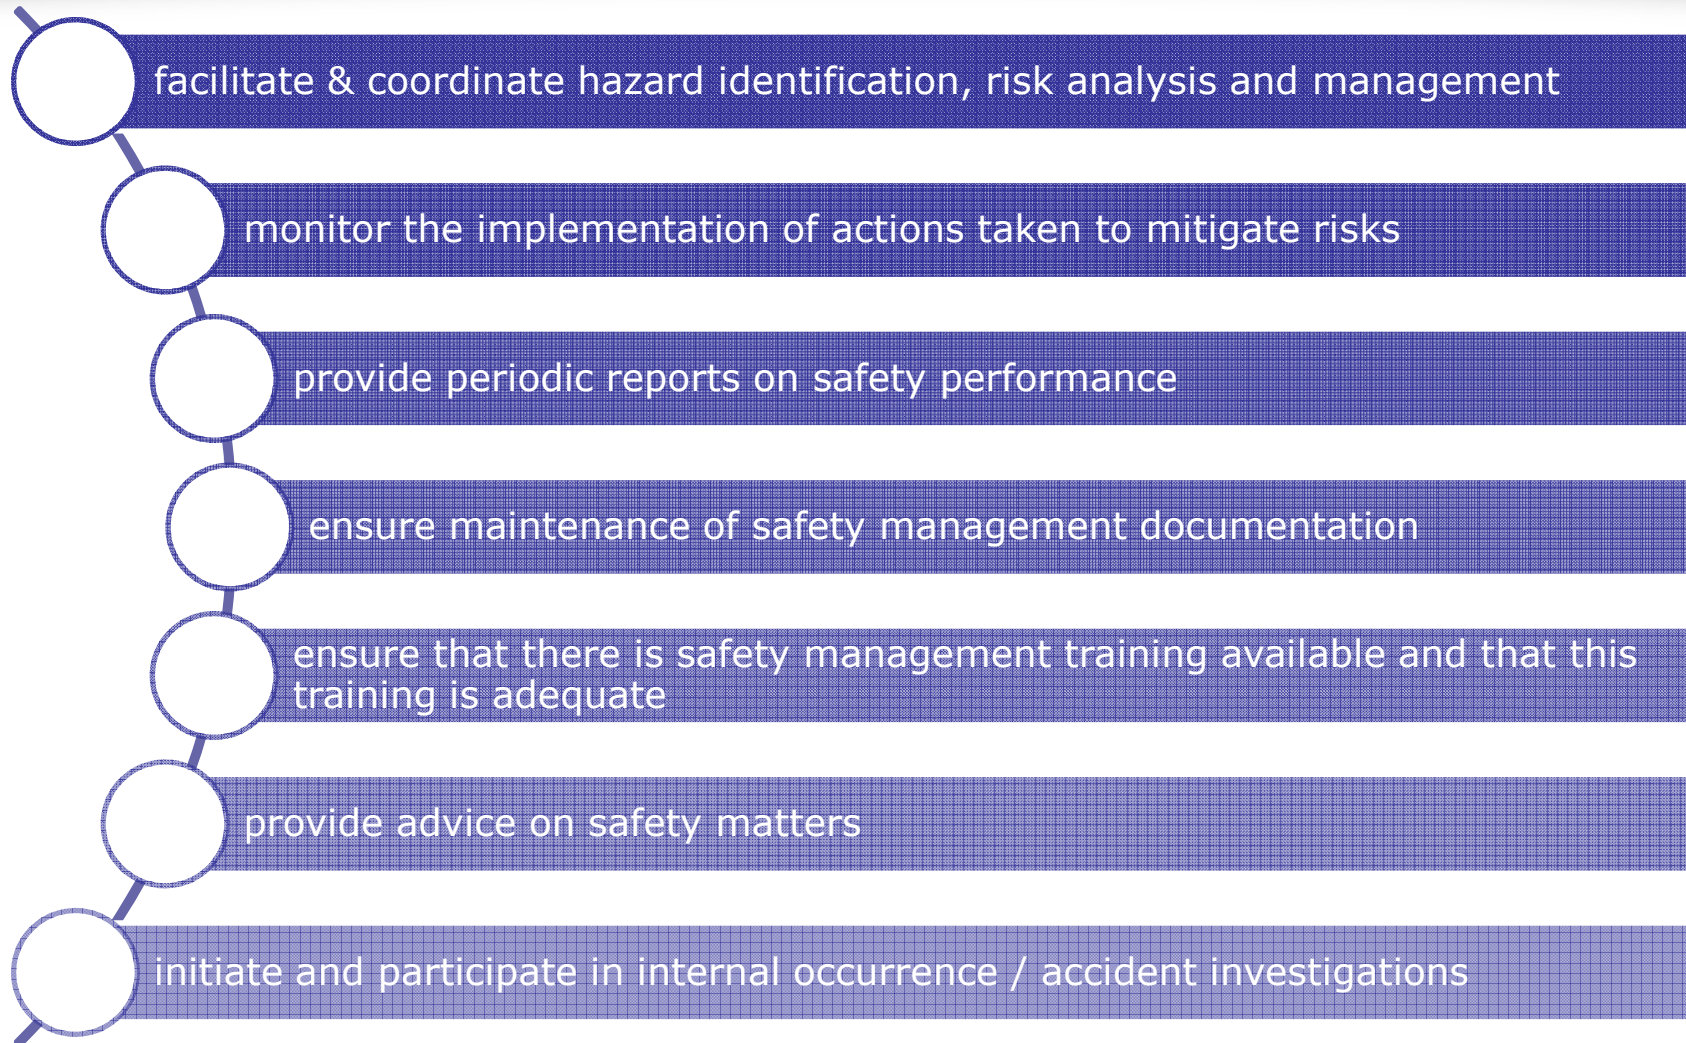 facilitate & coordinate hazard identification, risk analysis and management
monitor the implementation of actions taken to mitigate risks
provide periodic reports on safety performance
ensure maintenance of safety management documentation
ensure that there is safety management training available and that this
training is adequate
provide advice on safety matters
initiate and participate in internal occurrence / accident investigations